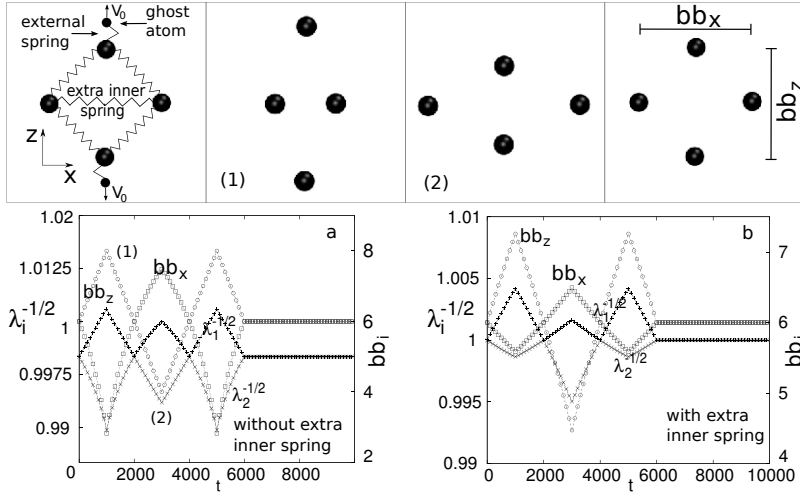 V0
external
spring
ghost
atom
extra inner
spring
z
x
V0
(1)
(2)
bbx
bbz
1.02
1.0125
1
0.9975
0.99
λi-1/2
8
6
4
2
bbi
a
(1)
bbx
bbz
λ1-1/2
λ2-1/2
(2)
without extra
inner spring
0 2000 4000 6000 8000
t
1.01
1.005
1
0.995
0.99
λi-1/2
7
6
5
4
bbi
b
bbz
bbx
λ1-1/2
λ2-1/2
with extra
inner spring
0 2000 4000 6000 8000 10000
t